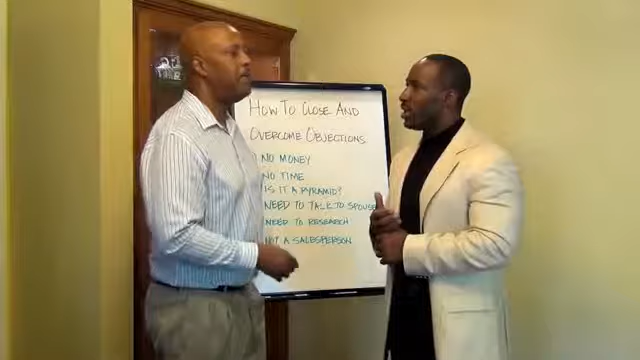 HOW TO CLOSE AND
OVERCOME OBJECTIONS
NO MONEY
NO TIME
IS IT A PYRAMID?
NEED TO TALK TO SPOUSE
NEED TO RESEARCH
NOT A SALESPERSON